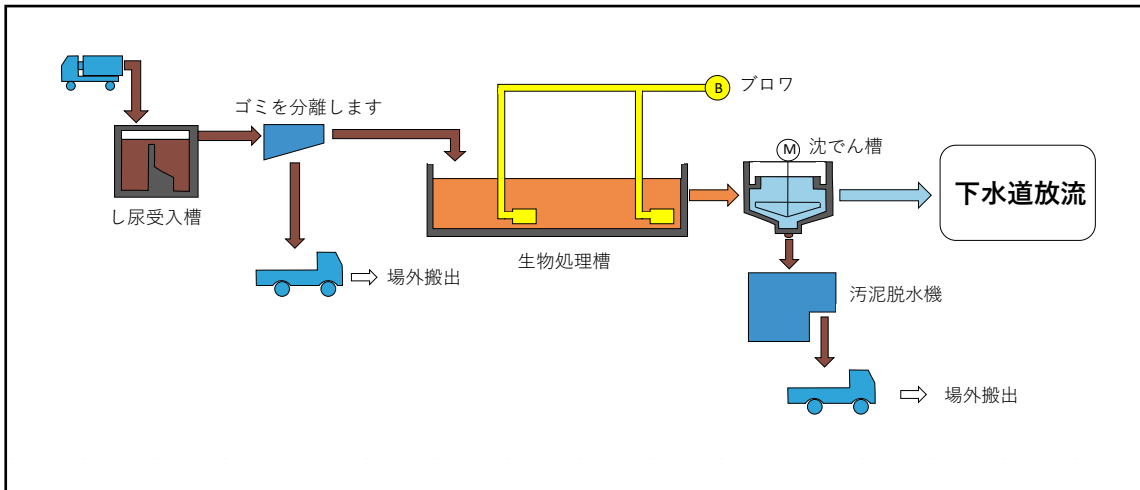 B ブロワ
ゴミを分離します
M 沈でん槽
下水道放流
し尿受入槽
生物処理槽
場外搬出
汚泥脱水機
場外搬出